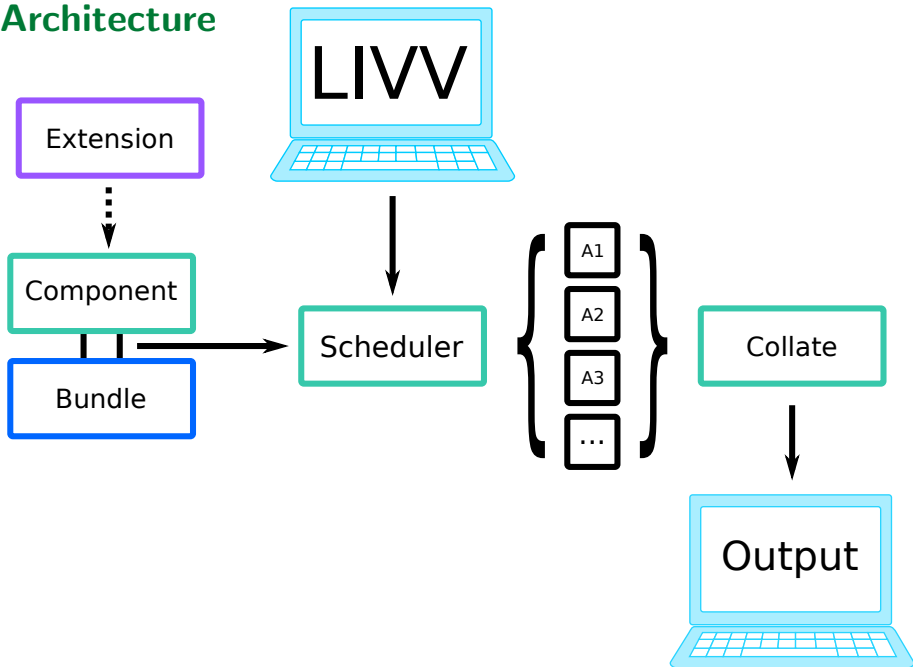 Architecture
LIVV
Extension
Component
Bundle
Scheduler
A1
A2
A3
...
Collate
Output